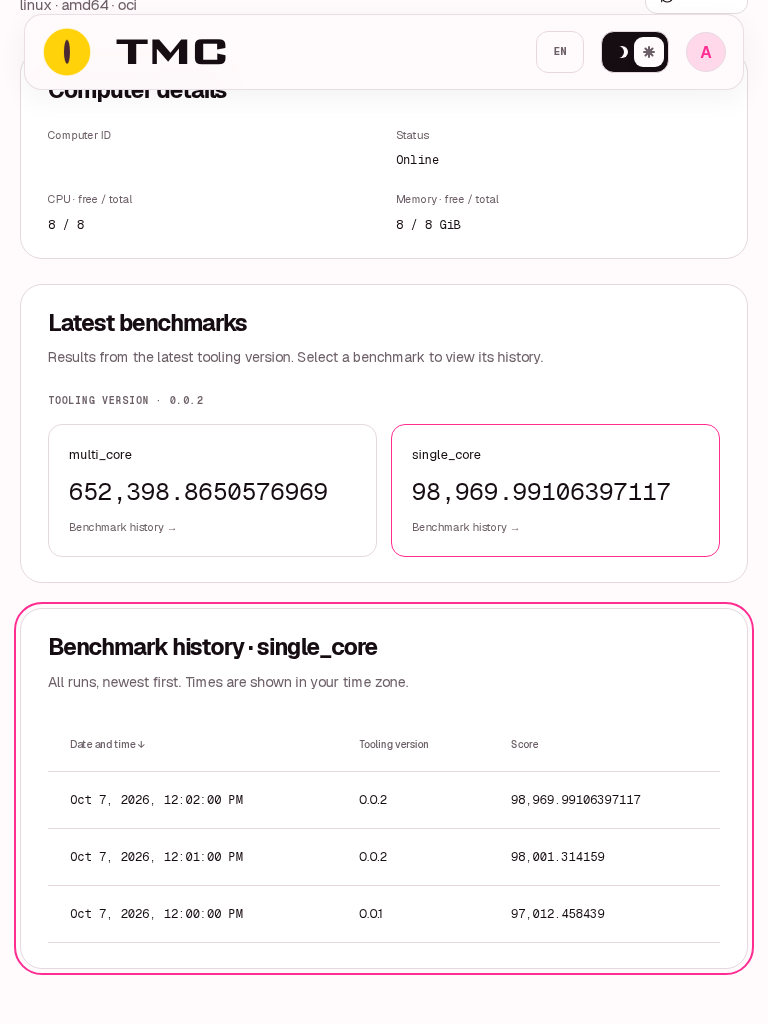 linux · amd64 · oci
TMC
EN
A
Computer details
Computer ID
Status
Online
CPU · free / total
Memory · free / total
8 / 8
8 / 8 GiB
Latest benchmarks
Results from the latest tooling version. Select a benchmark to view its history.
TOOLING VERSION · 0.0.2
multi_core
single_core
652,398.8650576969
98,969.99106397117
Benchmark history →
Benchmark history →
Benchmark history · single_core
All runs, newest first. Times are shown in your time zone.
Date and time ↓
Tooling version
Score
Oct 7, 2026, 12:02:00 PM
0.0.2
98,969.99106397117
Oct 7, 2026, 12:01:00 PM
0.0.2
98,001.314159
Oct 7, 2026, 12:00:00 PM
0.0.1
97,012.458439